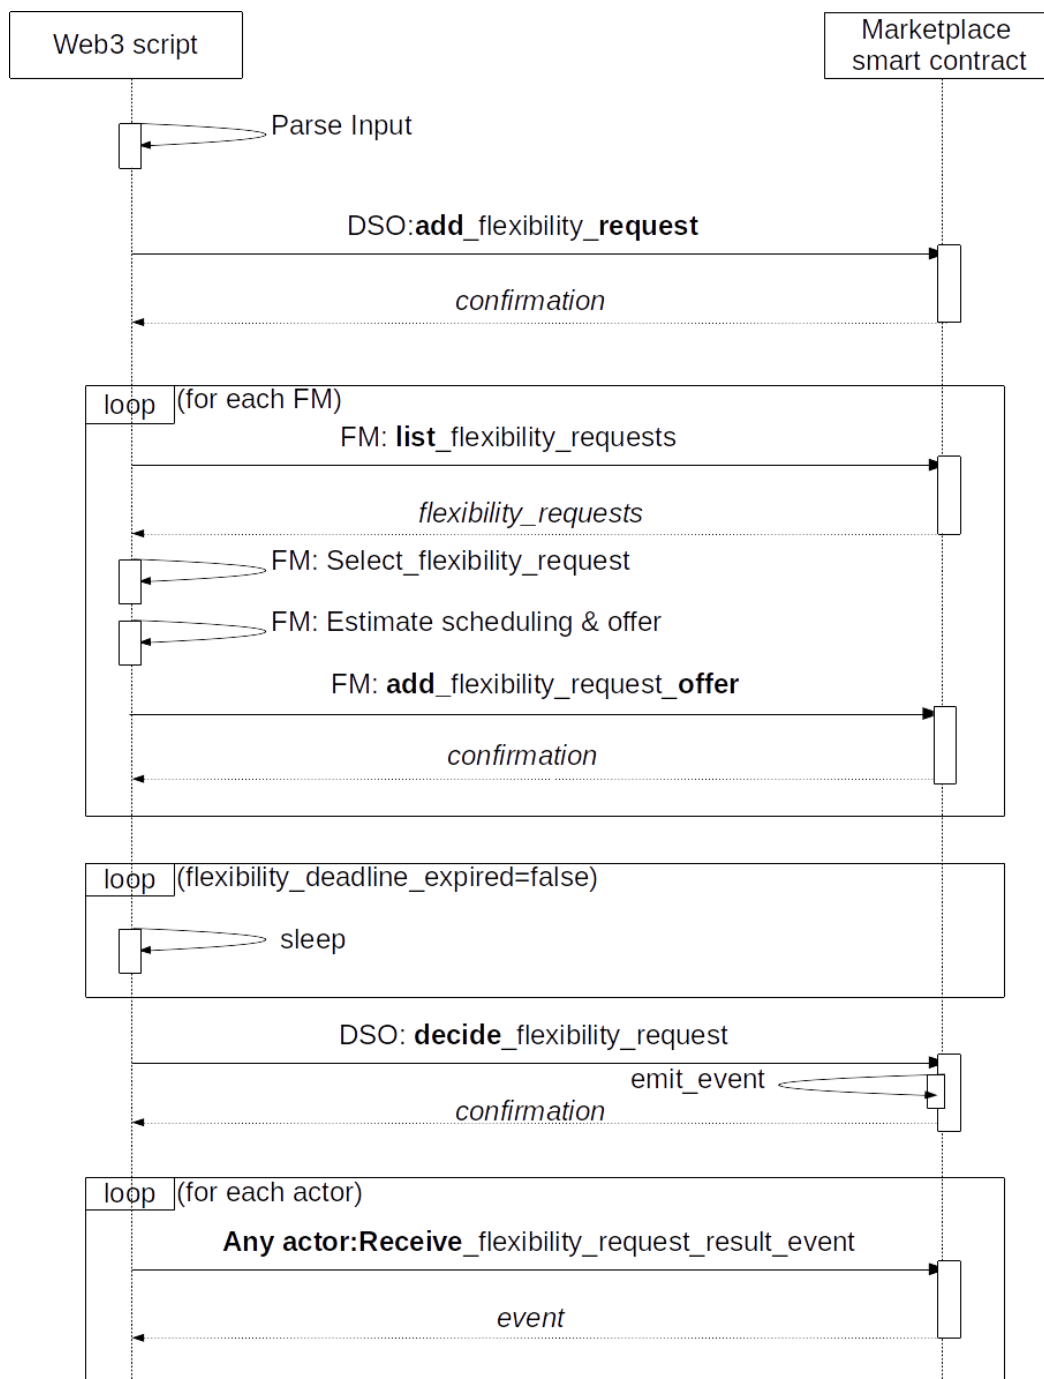 Web3 script
Marketplace
smart contract
Parse Input
DSO:add_flexibility_request
confirmation
loop (for each FM)
FM: list_flexibility_requests
flexibility_requests
FM: Select_flexibility_request
FM: Estimate scheduling & offer
FM: add_flexibility_request_offer
confirmation
loop (flexibility_deadline_expired=false)
sleep
DSO: decide_flexibility_request
emit_event
confirmation
loop (for each actor)
Any actor:Receive_flexibility_request_result_event
event